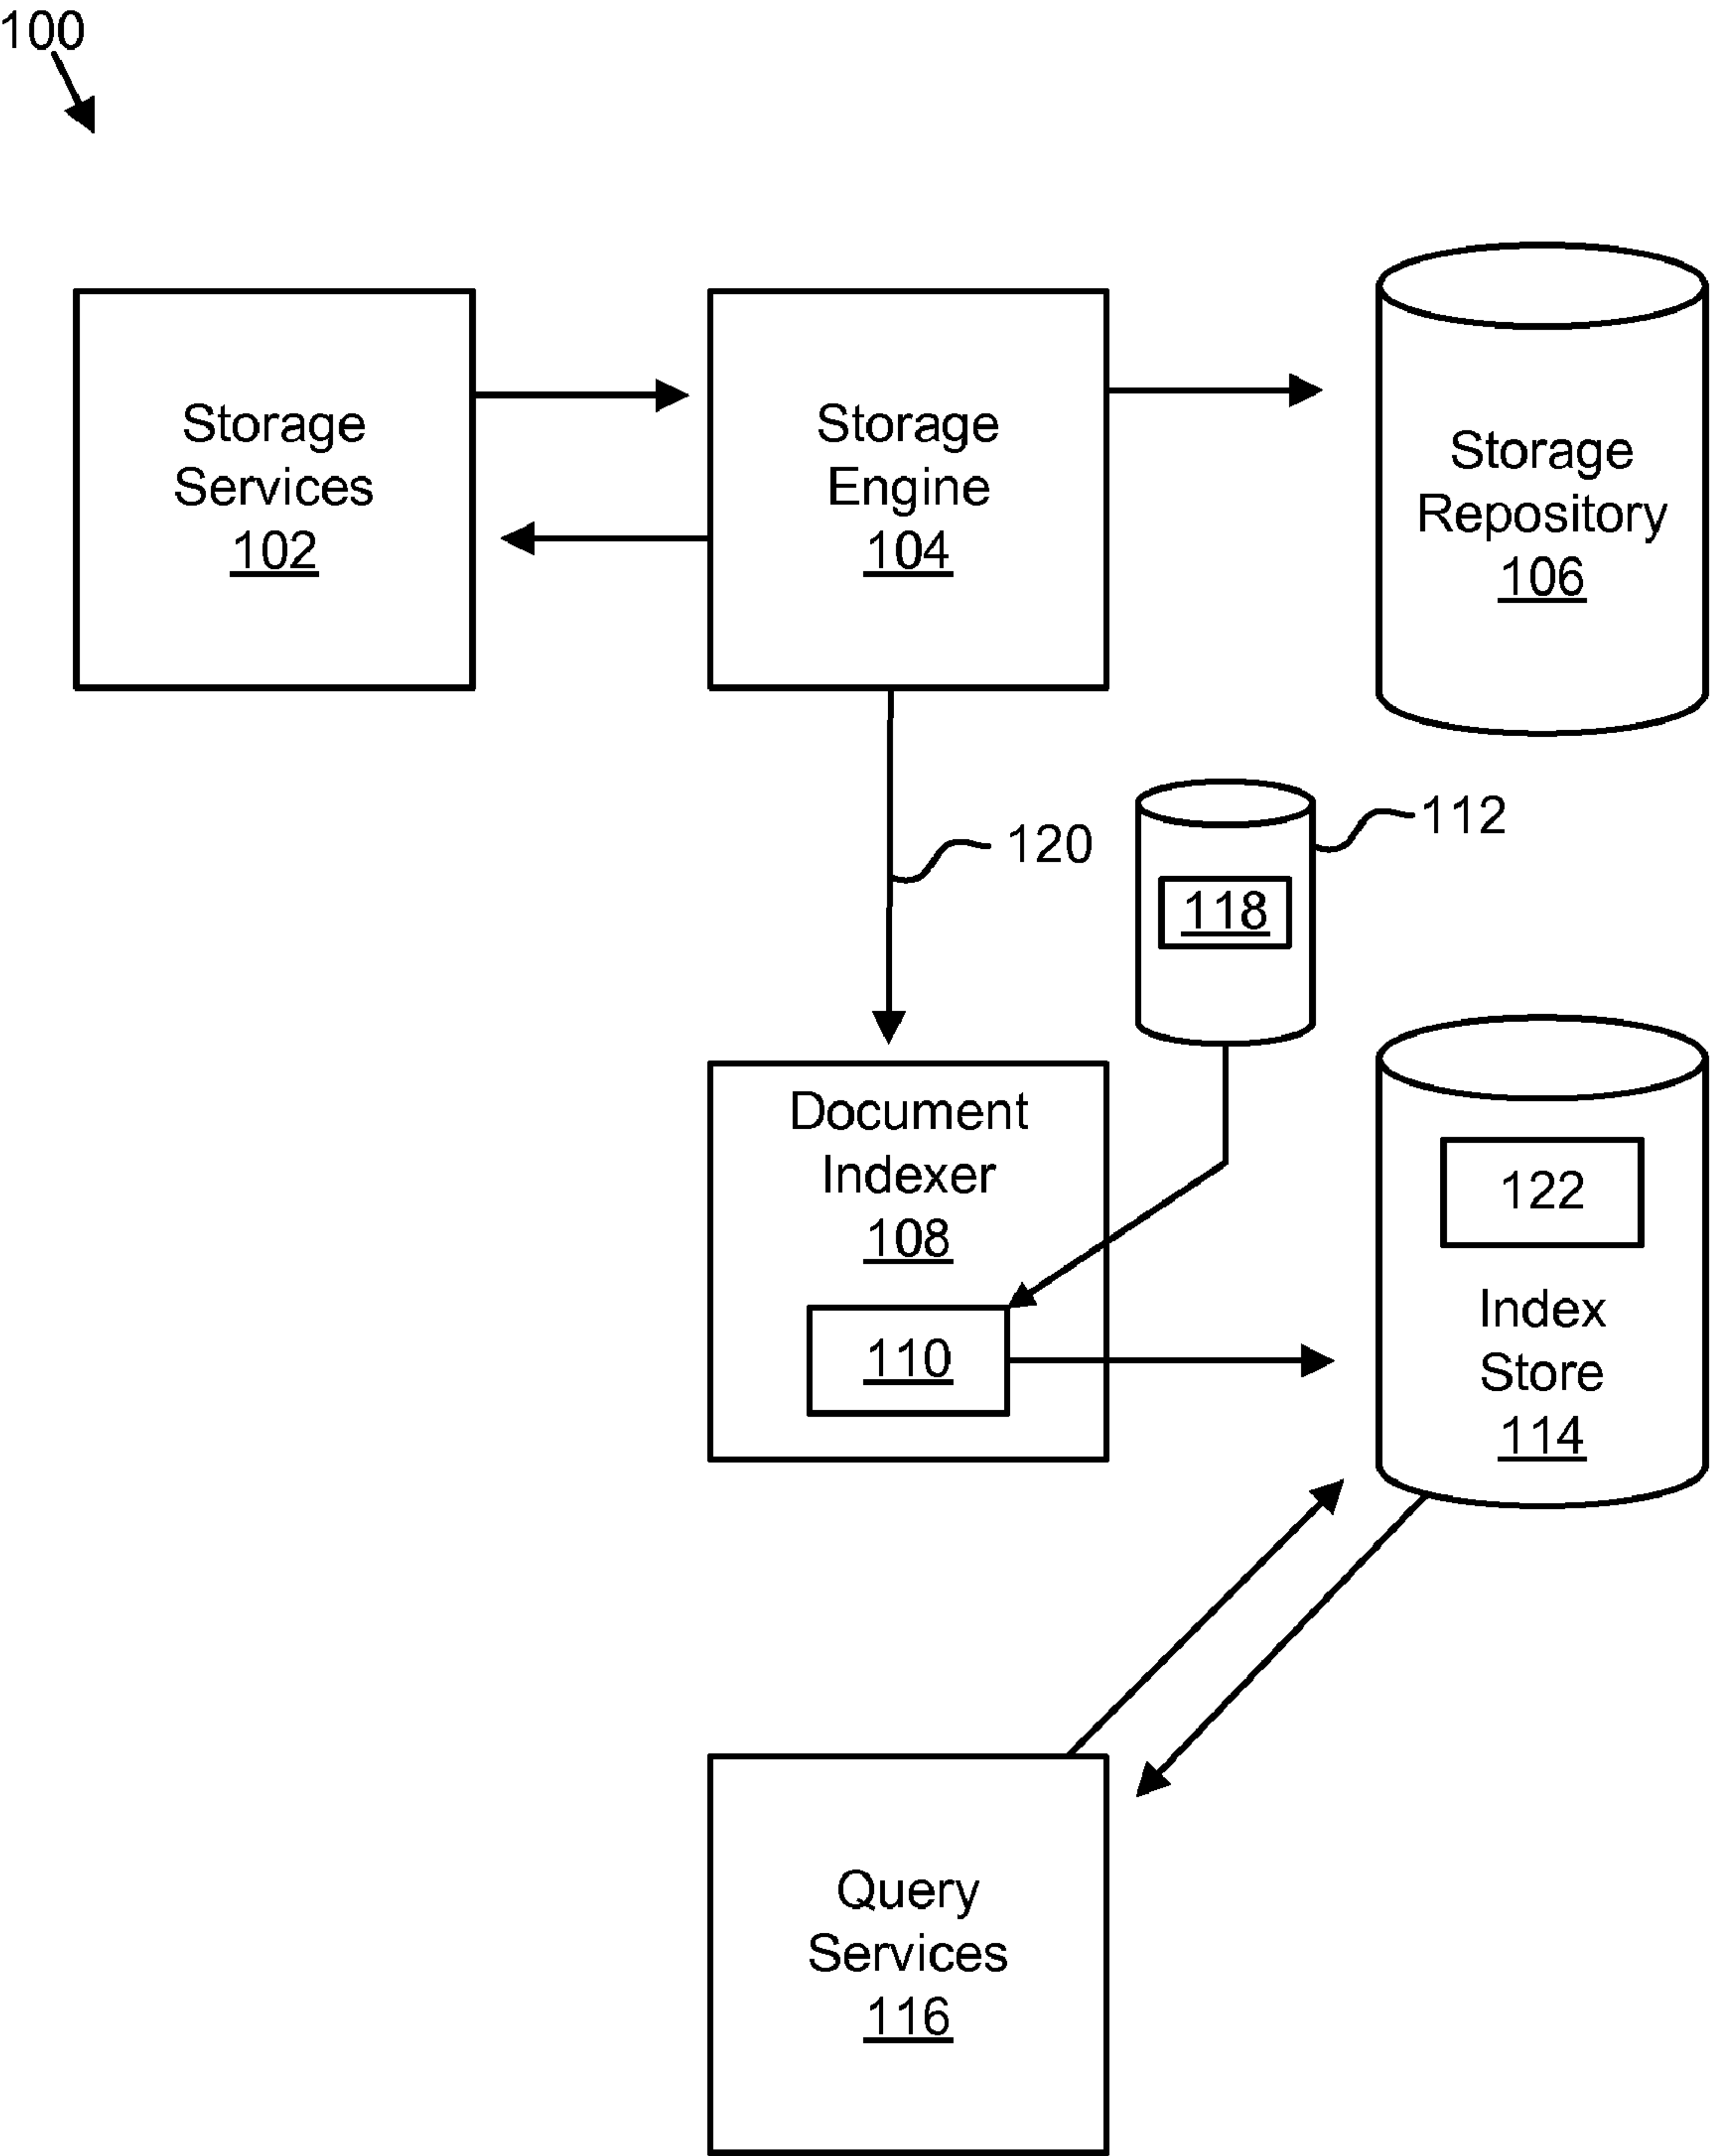 100
Storage
Services
102
Storage
Engine
104
Storage
Repository
106
120
112
118
Document
Indexer
108
110
122
Index
Store
114
Query
Services
116